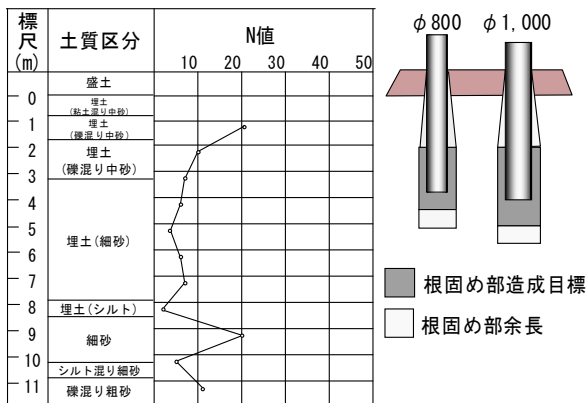 標尺(m)
土質区分
N値
10 20 30 40 50
盛土
0
埋土
(粘土混り中砂)
1
埋土
(礫混り中砂)
2
埋土
(礫混り中砂)
3
4
5
埋土(細砂)
6
7
8
埋土(シルト)
9
細砂
10
シルト混り細砂
11
礫混り粗砂
φ800
φ1,000
根固め部造成目標
根固め部余長